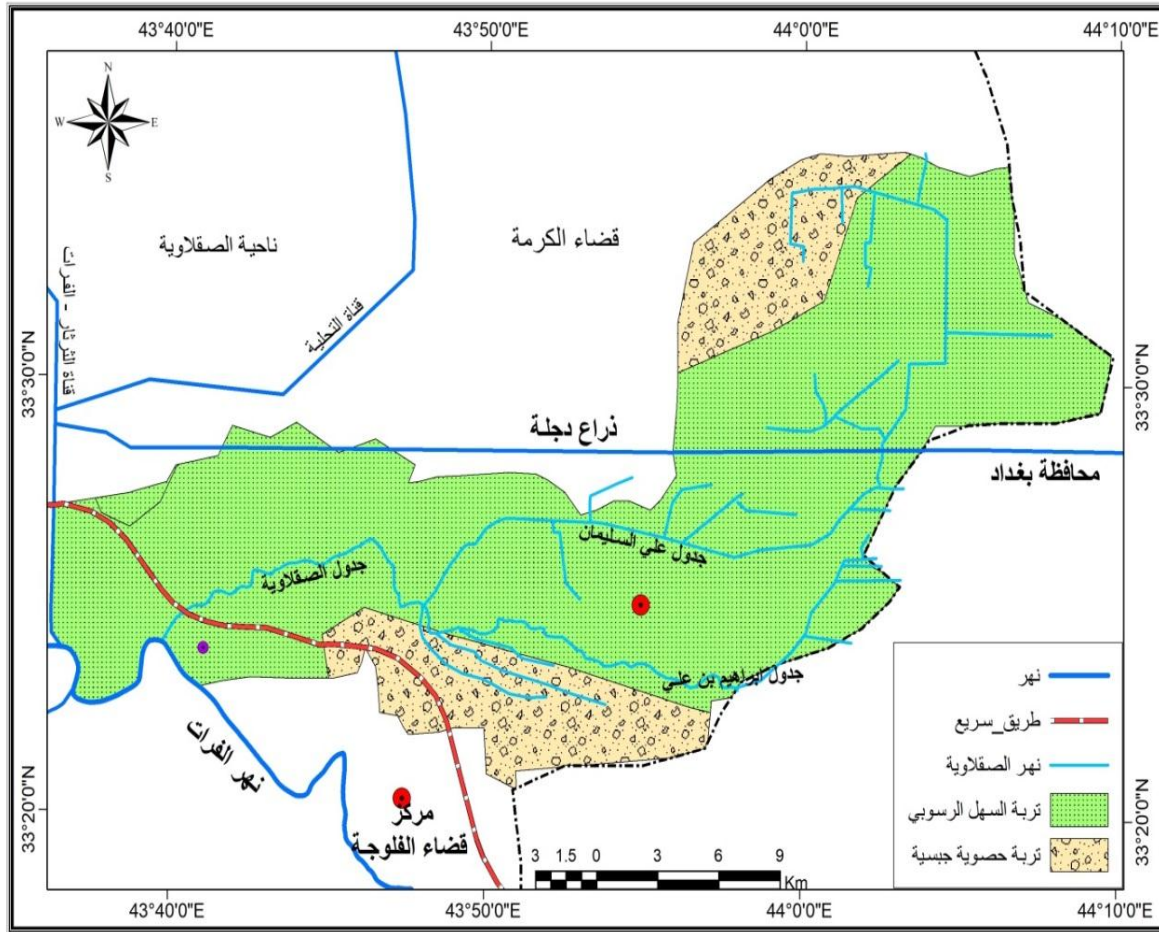 43°40'0"E
43°50'0"E
44°0'0"E
44°10'0"E
N
W
E
S
ناحية الصقلاوية
قضاء الكرمة
قناة الثرثار - الفرات
قناة التحلية
33°30'0"N
33°30'0"N
ذراع دجلة
محافظة بغداد
جدول علي السليمان
جدول الصقلاوية
جدول ابراهيم بن علي
نهر الفرات
مركز
قضاء الفلوجة
33°20'0"N
33°20'0"N
نهر
طريق_سريع
نهر الصقلاوية
تربة السهل الرسوبي
تربة حصوية جبسية
3 1.5 0 3 6 9
Km
43°40'0"E
43°50'0"E
44°0'0"E
44°10'0"E